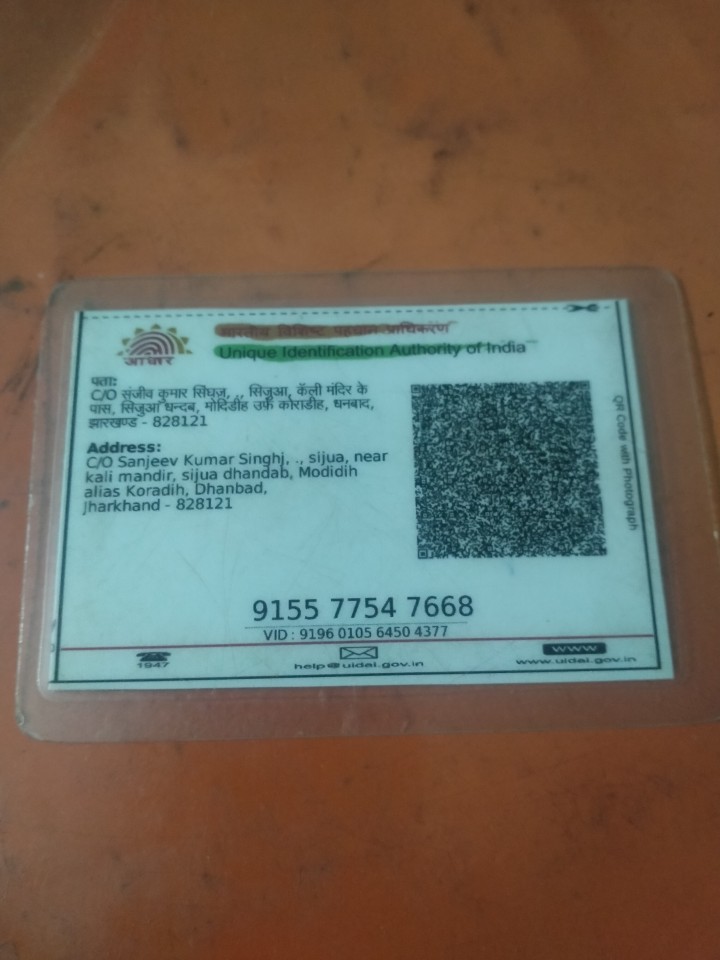 आधार
भारतीय विशिष्ट पहचान प्राधिकरण
Unique Identification Authority of India
पता:
C/O संजीव कुमार सिंघज, ., सिजुआ, कॅली मंदिर के
पास, सिजुआ धन्दब, मोदिडीह उर्फ़ कोराडीह, धनबाद,
झारखण्ड - 828121
Address:
C/O Sanjeev Kumar Singhj, ., sijua, near
kali mandir, sijua dhandab, Modidih
alias Koradih, Dhanbad,
Jharkhand - 828121
QR Code with Photograph
9155 7754 7668
VID : 9196 0105 6450 4377
1947
help@uidai.gov.in
WWW
www.uidai.gov.in